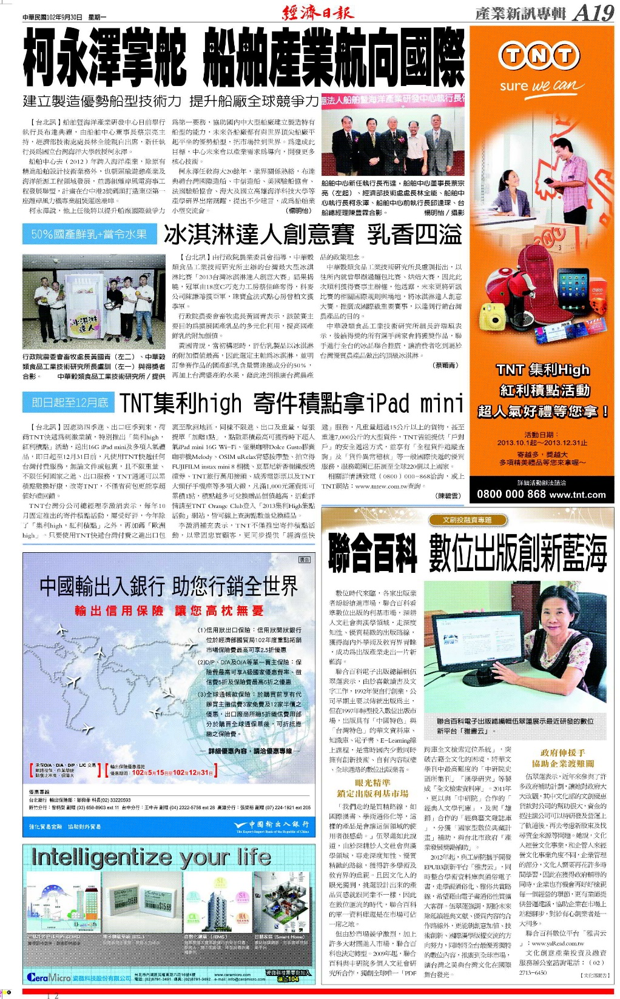 中華民國102年9月30日 星期一
經濟日報
產業新訊專輯 A19
柯永澤掌舵 船舶產業航向國際
建立製造優勢船型技術力 提升船廠全球競爭力
【台北訊】船舶暨海洋產業研發中心日前舉行
執行長布達典禮，由船舶中心董事長蔡宗亮主
持，經濟部技術處處長林全能親自出席，新任執
行長為國立台灣海洋大學教授柯永澤。
船舶中心去（2012）年跨入海洋產業，除原有
精進船舶設計技術業務外，也朝運輸遊憩產業及
海洋能源工程領域發展，並籌組離岸風電海事工
程發展聯盟，計畫在台中港2號碼頭打造東亞第一
座離岸風力機專業組裝運送港埠。
柯永澤說，他上任後將以提升船廠國際競爭力
為第一要務，協助國內中大型船廠建立製造特有
船型的能力，未來各船廠都有與世界頂尖船廠平
起平坐的優勢船型，把市場拉到世界。為達成此
目標，中心未來會以產業需求為導向，開發更多
核心技術。
柯永澤任教海大20餘年，業界關係熟絡，布達
典禮台灣國際造船、中信造船、美國驗船協會、
法國驗船協會、海大及國立高雄海洋科技大學等
產學研界出席踴躍，提出不少建言，成為船舶業
小型交流會。 （楊明怡）
船舶中心新任執行長布達，船舶中心董事長蔡宗
亮（左起）、經濟部技術處處長林全能、船舶中
心執行長柯永澤、船舶中心前執行長邱逢琛、台
船總經理陳豐霖合影。 楊明怡／攝影
50%國產鮮乳+當令水果
冰淇淋達人創意賽 乳香四溢
冰淇淋
達人
行政院農委會畜牧處長黃國青（左二）、中華穀
類食品工業技術研究所長盧訓（左一）與得獎者
合影。 中華穀類食品工業技術研究所／提供
【台北訊】由行政院農業委員會指導，中華穀
類食品工業技術研究所主辦的台灣最大型冰淇
淋比賽「2013台灣冰淇淋達人創意大賽」結果揭
曉，冠軍由18度C巧克力工房蔡佳峰奪得，科麥
公司陳謙璿獲亞軍，珠寶盒法式點心房曾柏文獲
季軍。
行政院農委會畜牧處長黃國青表示，該競賽主
要目的為擴展國產乳品的多元化利用，提高國產
鮮乳的附加價值。
黃國青說，當初構思時，評估乳製品以冰淇淋
的附加價值最高，因此選定主軸為冰淇淋，並明
訂參賽作品的國產鮮乳含量需達總成分的50%，
再加上台灣盛產的水果，藉此達到推廣台灣農產
品的政策理念。
中華穀類食品工業技術研究所長盧訓指出，以
往所內就曾舉辦過麵包比賽、烘焙大賽，因此此
次順利獲得賽事主辦權，他透露，未來更將研議
比賽的相關國際規則與場地，將冰淇淋達人創意
大賽，推廣成國際級重要賽事，以達到行銷台灣
農產品的目的。
中華穀類食品工業技術研究所組長許瑞瑱表
示，後續得獎的所有選手商家會將獲獎作品，聯
手進行全台的冰品聯合推廣，讓消費者吃到屬於
台灣優質農產品做出的頂級冰淇淋。
（蔡穎青）
即日起至12月底
TNT集利high 寄件積點拿iPad mini
【台北訊】因應第四季進、出口旺季到來，荷
商TNT快遞為刺激業績，特別推出「集利high，
紅利積點」活動，送出16G iPad mini及多項人氣禮
品，即日起至12月31日前，凡使用TNT快遞任何
台灣付費服務，無論文件或包裹，且不限重量、
不限任何國家之進、出口服務，TNT通通可以累
積點數換好康，改寄TNT，不僅省荷包更能享超
值好禮回饋。
TNT台灣分公司總經理李澂消表示，每年10
月固定推出的寄件積點活動，屢受好評，今年除
了「集利high，紅利積點」之外，再加碼「歐洲
high」。只要使用TNT快遞台灣付費之進出口包
裹至歐洲地區，同樣不限進、出口及重量，每張
提單「加贈1點」，點數累積最高可獲得時下超人
氣iPad mini 16G Wi-Fi、雀巢咖啡Dolce Gusto膠囊
咖啡機Melody、OSIM uRelax背感按摩墊、拍立得
FUJIFILM instax mini 8 相機、夏慕尼新香榭鐵板燒
禮券、TNT旅行萬用接頭、威秀電影票以及TNT
大頭仔手機座等多項大禮，凡滿1,000元運費即可
累積1點，積點越多可兌換贈品價值越高，活動詳
情請至TNT Orange Club登入「2013集利High集點
活動」網站，皆可線上查詢點數並兌換禮品。
李澂消補充表示，TNT不僅推出寄件積點活
動，以鞏固忠實顧客，更同步提供「經濟型快
遞」服務，凡重量超過15公斤以上的貨物，甚至
重達7,000公斤的大型貨件，TNT皆能提供「戶對
戶」的安全遞送方式，並享有「全程貨件追蹤查
詢」及「貨件異常稽核」等一般國際快遞的優質
服務，服務範圍已拓展至全球220個以上國家。
相關詳情請致電（0800）000-868洽詢，或上
TNT網站：www.tntew.com.tw查詢。
（陳碧雲）
TNT
sure we can
TNT 集利High
紅利積點活動
超人氣好禮等您來拿！
活動日期：
2013.10.1起～2013.12.31止
寄越多，獎越大
多項精美禮品等您來拿喔～
詳細活動辦法請洽
0800 000 868 www.tnt.com
廣告
中國輸出入銀行 助您行銷全世界
輸出信用保險 讓您高枕無憂
(1)信用狀出口保險：信用狀開狀銀行
位於經濟部國貿局102年度重點拓銷
市場保險費最高可享2.5折優惠
(2)D/P、D/A及O/A等單一買主保險：保
險費最高可享A級國家優惠費率、徵
信費5折及保險費最高6折之優惠
(3)全球通帳款保險：於購買前享有代
辦買主徵信費3家免費及12家半價之
優惠，出口廠商所繳5折徵信費用部
分於購買全球通保單後，可折抵應
繳之保險費。
─ 詳細優惠內容，請洽優惠專線─
承保O/A、D/A、D/P、L/C 交易
網路投保，作業簡便
賠償比率高，保障大
輸出保險優惠措施
優惠期間：102年5月15日至102年12月31日
優惠專線
台北總行 輸出保險部：鄒興華 科長(02) 33220593
新竹分行：曾炳榮 副理 (03) 658-8903 ext 11 台中分行：王中卉 副理 (04) 2322-5756 ext 26 高雄分行：張榮裕 副理 (07) 224-1921 ext 205
強化貿易金融 協助對外貿易
中國輸出入銀行
The Export-Import Bank of the Republic of China
Intelligentize your life
電子標籤系統 (ESL)
自動化建築 （IBMS）
智慧家居 (Smart Home)
CeraMicro 瓷微科技股份有限公司
台北市內湖區民權東路六段16號4樓 www.ceramicro.com
電話: (02)8791-3491 傳真: (02)8791-3492 e-mail: info@ceramicro.com
瓷微科技需要您加入
請上104
文創投融資專題
聯合百科 數位出版創新藍海
數位時代來臨，各家出版業
者紛紛搶進市場，聯合百科看
準數位出版的利基市場，深耕
人文社會與漢學領域，走深度
知性、優質精緻的出版路線，
獲得海內外學術及教育界青睞
，成功為出版產業走出一片新
藍海。
聯合百科電子出版總編輯伍
翠蓮表示，由於喜歡讀書及文
字工作，1992年便自行創業，公
司早期主要以傳統出版為主，
但在1997年轉型投入數位出版市
場，出版具有「中國特色」與
「台灣特色」的華文資料庫、
知識庫、電子書、E-Learning線
上課程，是當時國內少數同時
擁有創新技術、自有內容版權
、全球通路的數位出版業者。
眼光精準
鎖定出版利基市場
「我們走的是質精路線，如
國際漢書、學術通俗化等，這
樣的產品是會讓這個領域的使
用者很感動。」伍翠蓮如此說
道，由於深耕於人文社會與漢
學領域，專走深度知性、優質
精緻的路線，獲得許多學術及
教育界的重視。且因文化人的
眼光獨到，挑選設計出來的產
品質感就跟同業不一樣，因此
在數位匯流的時代，聯合百科
的單一資料庫還是在市場可佔
一席之地。
但由於市場競爭激烈，加上
許多大財團進入市場，聯合百
科也決定轉型。2009年起，聯合
百科與中研院多個人文社會研
究所合作，獨創全球唯一「PDF
聯合百科電子出版總編輯伍翠蓮展示最近研發的數位
新平台「雅書云」。
跨庫全文檢索定位系統」，突
破古籍全文化的困境，將華文
學刊中最高難度的「中研院史
語所集刊」「漢學研究」等製
成「全文檢索資料庫」。2011年
，更以與「中研院」合作的「
經典人文學刊庫」，及與「雄
獅」合作的「經典藝文雜誌庫
」，分獲「國家型數位典藏計
畫」補助，與台北市政府「產
業發展獎勵補助」。
2012年起，與工研院攜手開發
EPUB3創新平台「雅書云」，同
時整合學術資料庫與通俗電子
書，走學術通俗化、雅俗共賞路
線，希望藉由電子書通俗性質擴
大客群。伍翠蓮強調，期盼未來
除延續經典文獻、優質內容的合
作路線外，更能朝創意加值、技
術創新、國際漢學版權交流的方
向努力，同時將全台最優秀獨特
的數位內容，推廣到全球市場，
讓台灣之美與台灣文化在國際
舞台發光。
政府伸援手
協助企業渡難關
伍翠蓮表示，近年來參與了許
多政府補助計劃，讓她對政府大
大改觀，其中文化部的文創優惠
貸款對公司的幫助很大，資金的
挹注讓公司可以待研發及營運上
了軌道後，再去考慮新股東及找
尋資金來源等問題。她說，文化
人經營文化事業，和企管人來經
營文化事業角度不同，企業管理
的部分，文化人需要再花許多時
間學習，因此在獲得政府輔導的
同時，企業也有機會再好好檢視
每一個經營的環節，更有業師提
供營運建議，協助企業在市場上
站穩腳步，對於有心創業者是一
大利多。
聯合百科數位平台「雅書云
」：www.yaRead.com.tw
文化創意產業投資及融資
服務辦公室諮詢電話：（02）
2713-6450
【文化部廣告】